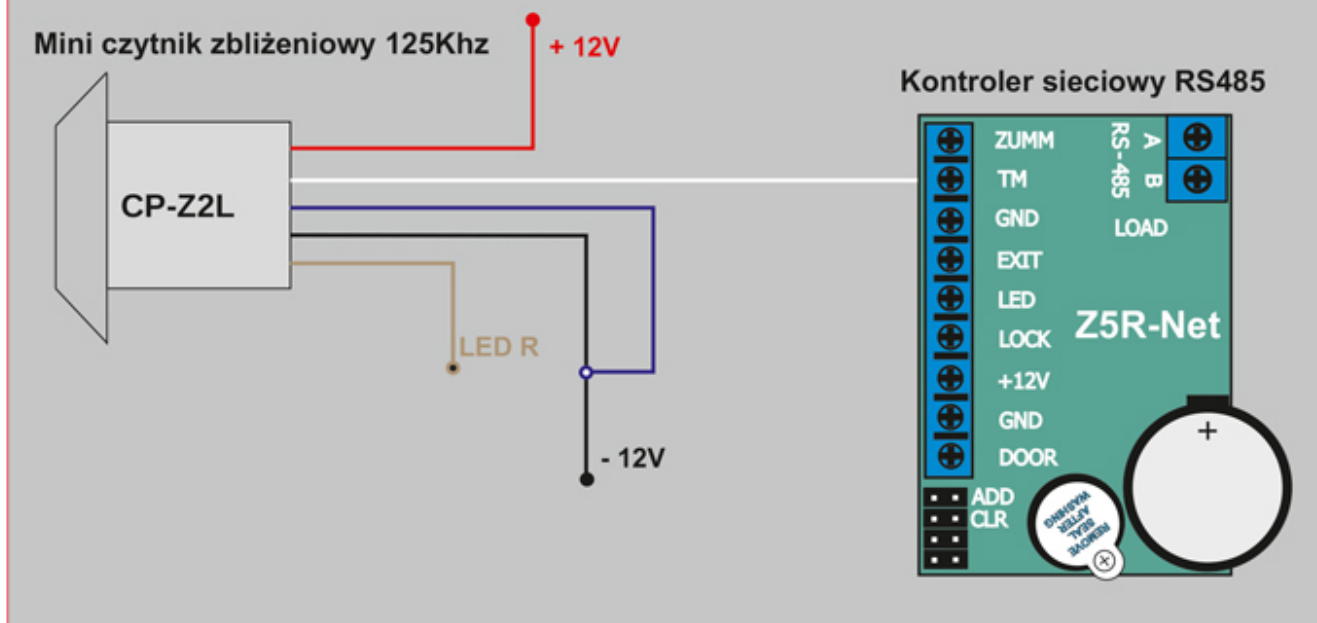 Mini czytnik zbliżeniowy 125Khz
+ 12V
CP-Z2L
LED R
- 12V
Kontroler sieciowy RS485
ZUMM
TM
GND
EXIT
LED
LOCK
+12V
GND
DOOR
ADD
CLR
RS-485
A
B
LOAD
Z5R-Net
REMOVE
SEAL
AFTER
WASHING
+